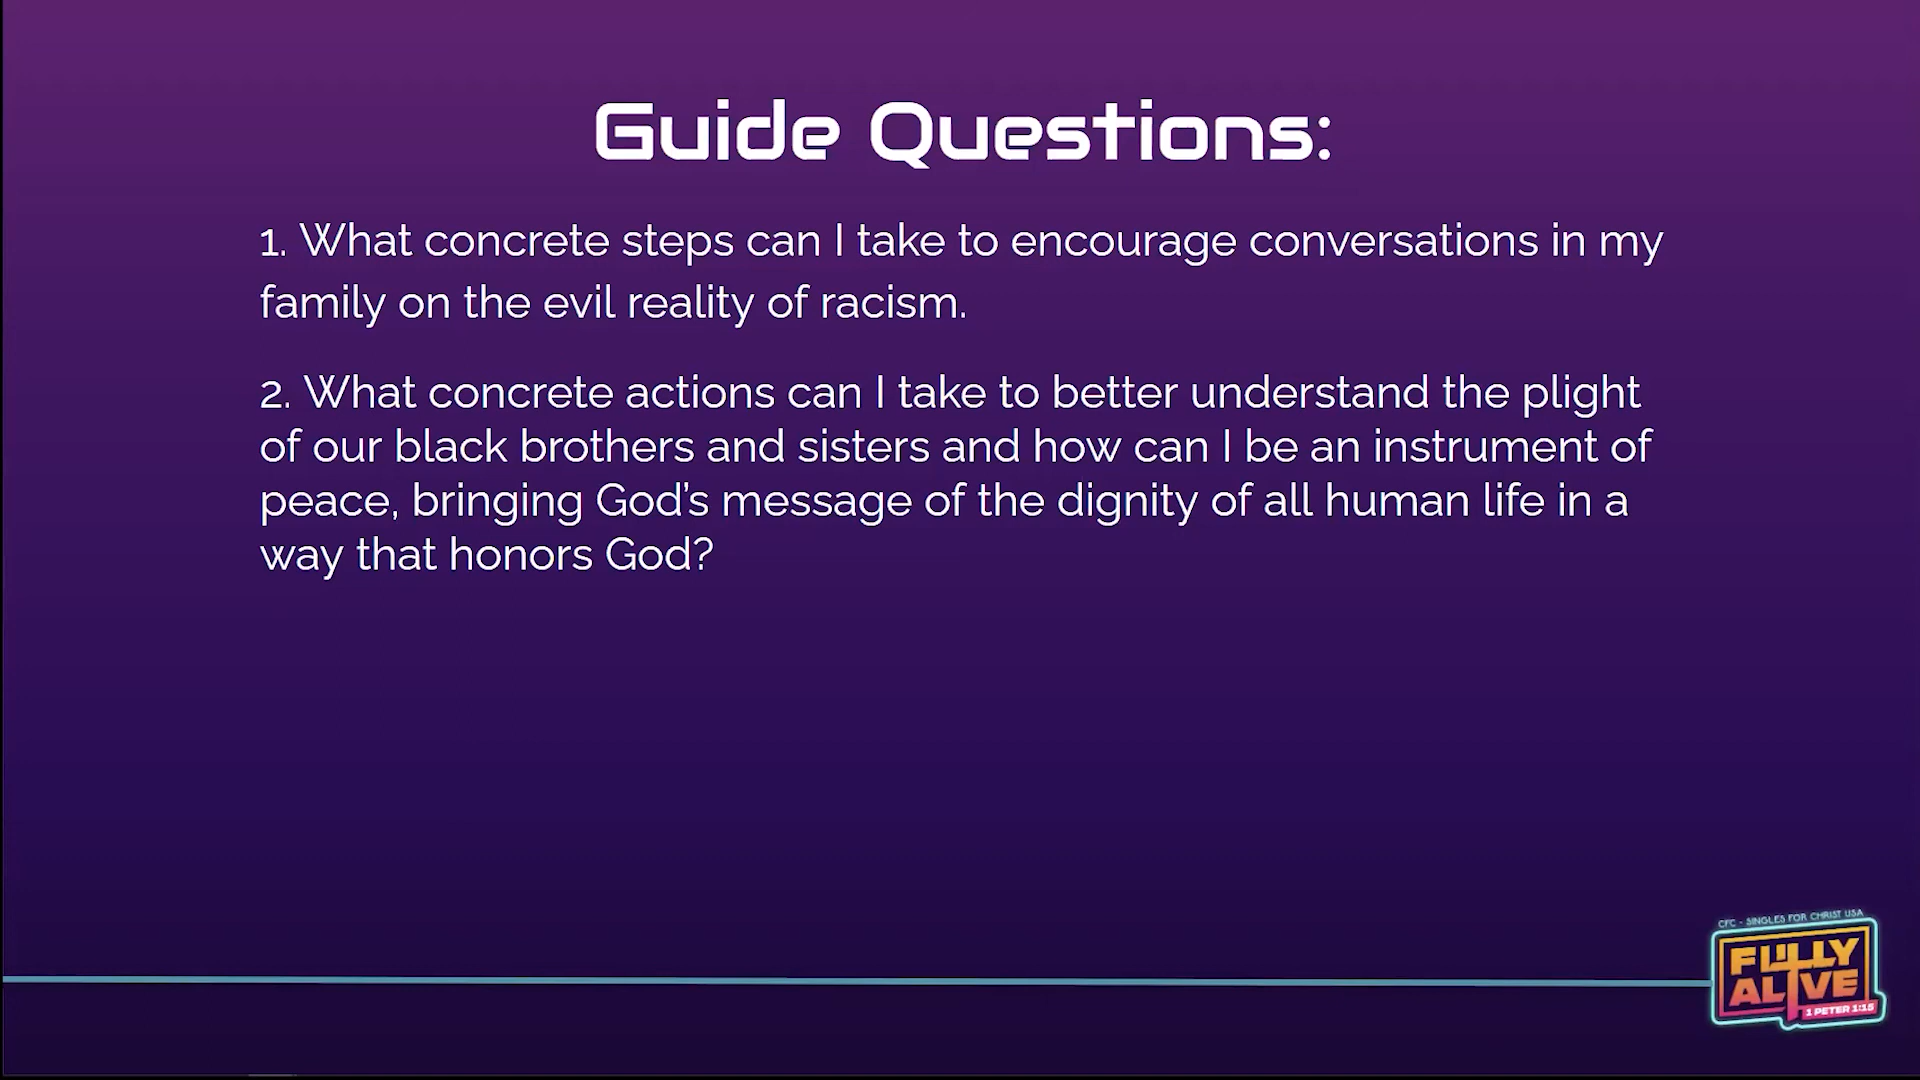 Guide Questions:
1. What concrete steps can I take to encourage conversations in my
family on the evil reality of racism.
2. What concrete actions can I take to better understand the plight
of our black brothers and sisters and how can I be an instrument of
peace, bringing God’s message of the dignity of all human life in a
way that honors God?
CFC - SINGLES FOR CHRIST USA
FULLY
ALIVE
1 PETER 1:15